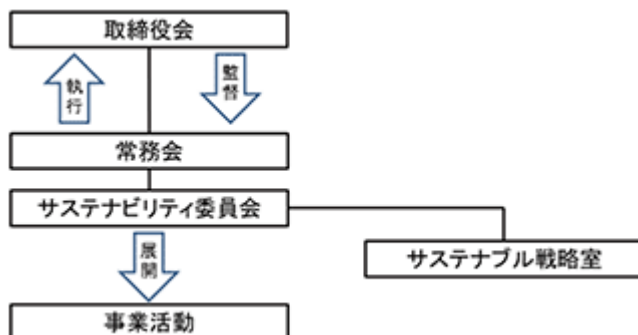 取締役会
執行
監督
常務会
サステナビリティ委員会
展開
サステナブル戦略室
事業活動